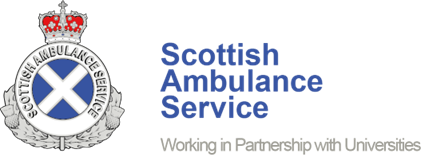 SCOTTISH AMBULANCE SERVICE
Scottish
Ambulance
Service
Working in Partnership with Universities